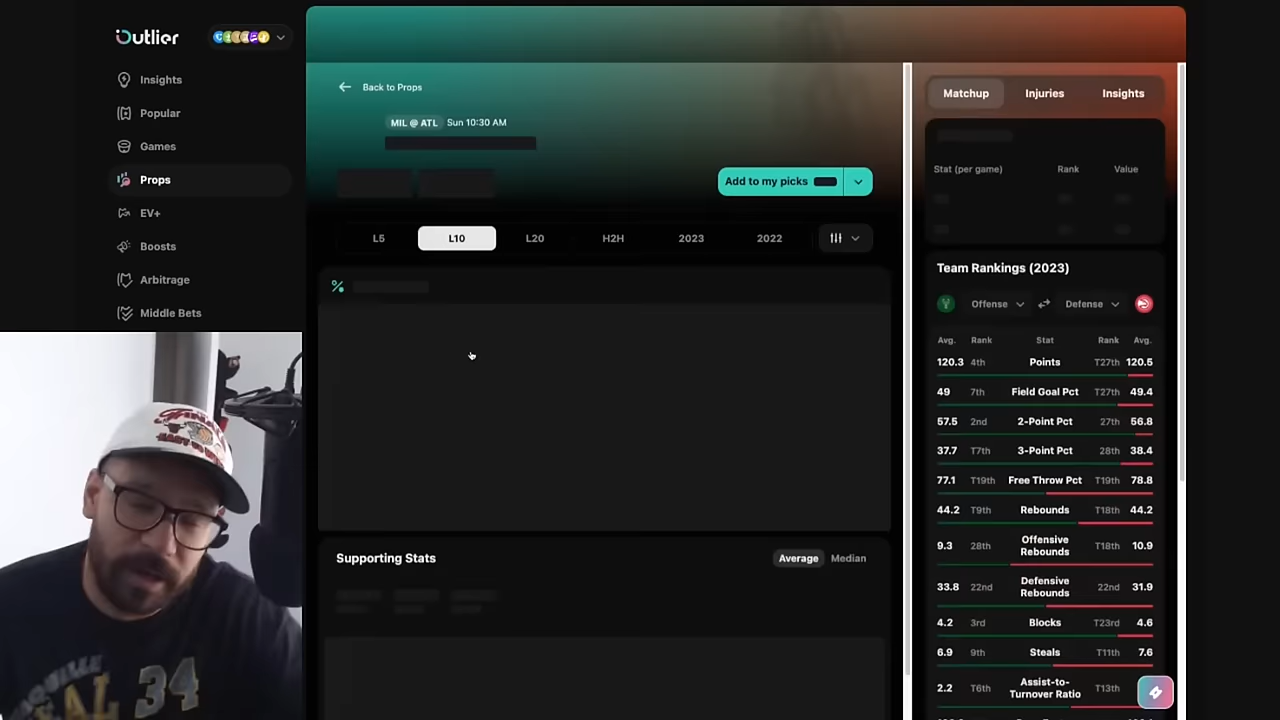 Outlier
Insights
Popular
Games
Props
EV+
Boosts
Arbitrage
Middle Bets
Back to Props
MIL @ ATL Sun 10:30 AM
Add to my picks
L5 L10 L20 H2H 2023 2022
%
Supporting Stats
Average Median
Matchup Injuries Insights
Stat (per game) Rank Value
Team Rankings (2023)
Offense Defense
Avg. Rank Stat Rank Avg.
120.3 4th Points T27th 120.5
49 7th Field Goal Pct T27th 49.4
57.5 2nd 2-Point Pct 27th 56.8
37.7 T7th 3-Point Pct 28th 38.4
77.1 T19th Free Throw Pct T19th 78.8
44.2 T9th Rebounds T18th 44.2
9.3 28th Offensive Rebounds T18th 10.9
33.8 22nd Defensive Rebounds 22nd 31.9
4.2 3rd Blocks T23rd 4.6
6.9 9th Steals T11th 7.6
2.2 T6th Assist-to-Turnover Ratio T13th
34